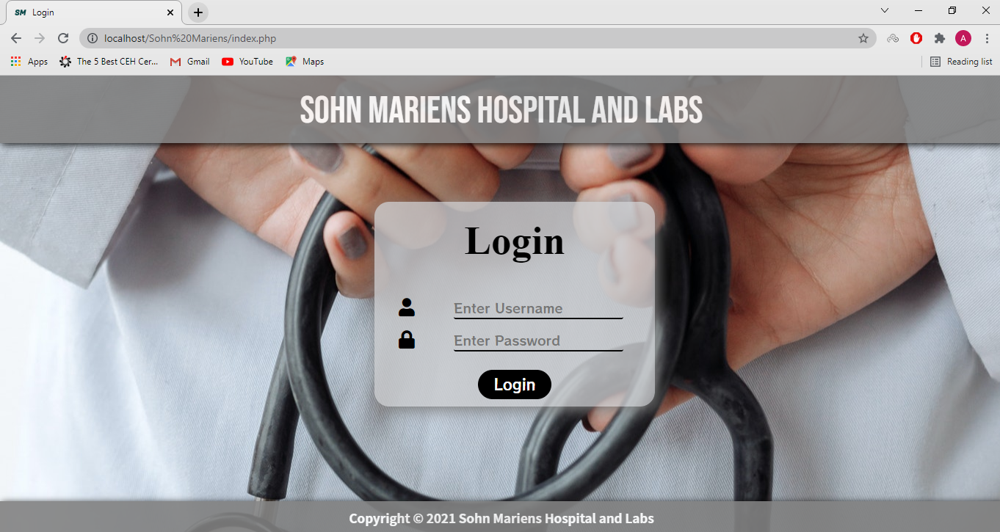 SM Login
localhost/Sohn%20Mariens/index.php
A
Apps The 5 Best CEH Cer... Gmail YouTube Maps Reading list
SOHN MARIENS HOSPITAL AND LABS
Login
Enter Username
Enter Password
Login
Copyright © 2021 Sohn Mariens Hospital and Labs